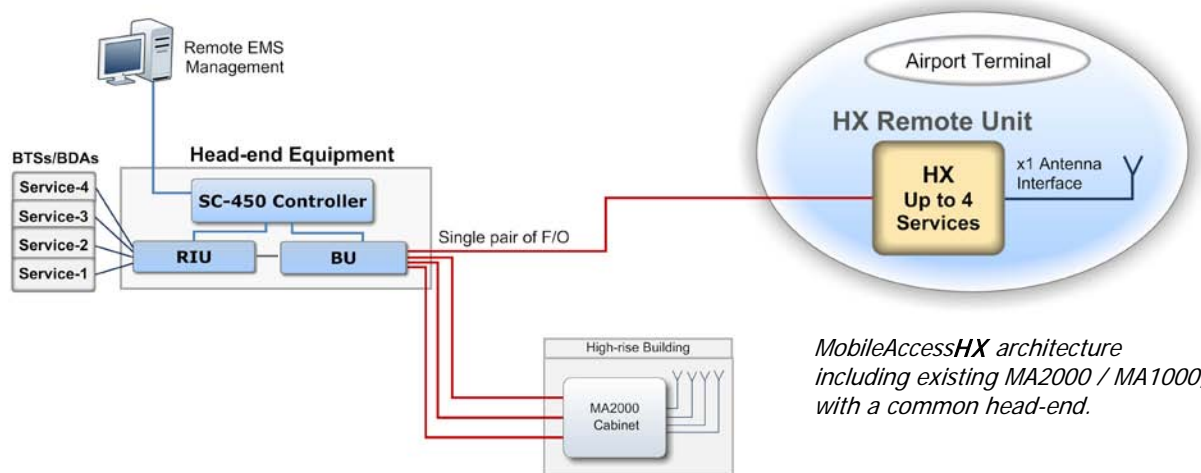 Remote EMS
Management
Airport Terminal
HX Remote Unit
HX
Up to 4
Services
x1 Antenna
Interface
BTSs/BDAs
Service-4
Service-3
Service-2
Service-1
Head-end Equipment
SC-450 Controller
RIU
BU
Single pair of F/O
High-rise Building
MA2000
Cabinet
MobileAccessHX architecture
including existing MA2000 / MA1000,
with a common head-end.